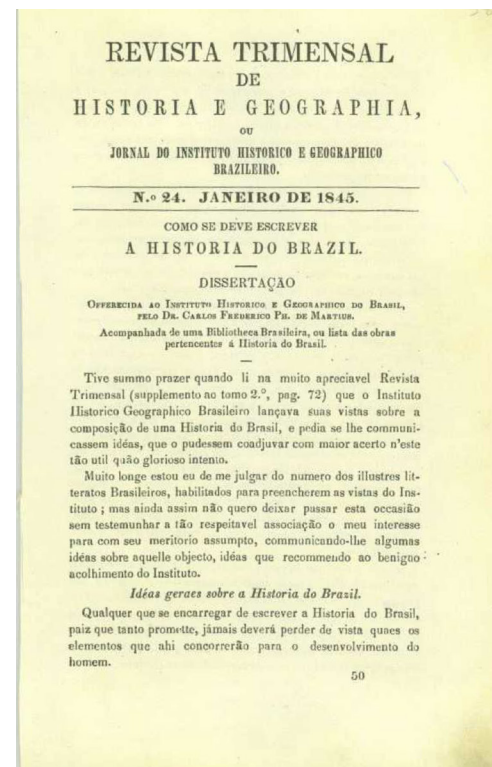 REVISTA TRIMENSAL
DE
HISTORIA E GEOGRAPHIA,
OU
JORNAL DO INSTITUTO HISTORICO E GEOGRAPHICO
BRAZILEIRO.
N.º 24. JANEIRO DE 1845.
COMO SE DEVE ESCREVER
A HISTORIA DO BRAZIL.
DISSERTAÇÃO
OFFERECIDA AO INSTITUTO HISTORICO E GEOGRAPHICO DO BRASIL,
PELO DR. CARLOS FREDERICO PH. DE MARTIUS.
Acompanhada de uma Bibliotheca Brasileira, ou lista das obras
pertencentes á Historia do Brasil.
Tive summo prazer quando li na muito apreciavel Revista
Trimensal (supplemento ao tomo 2.º, pag. 72) que o Instituto
Historico Geographico Brasileiro lançava suas vistas sobre a
composição de uma Historia do Brasil, e pedia se lhe communi-
cassem idéas, que o pudessem coadjuvar com maior acerto n'este
tão util quão glorioso intento.
Muito longe estou eu de me julgar do numero dos illustres lit-
teratos Brasileiros, habilitados para preencherem as vistas do Ins-
tituto ; mas ainda assim não quero deixar passar esta occasião
sem testemunhar a tão respeitavel associação o meu interesse
para com seu meritorio assumpto, communicando-lhe algumas
idéas sobre aquelle objecto, idéas que recommendo ao benigno
acolhimento do Instituto.
Idéas geraes sobre a Historia do Brazil.
Qualquer que se encarregar de escrever a Historia do Brasil,
paiz que tanto promette, jámais deverá perder de vista quaes os
elementos que ahi concorrerão para o desenvolvimento do
homem.
50